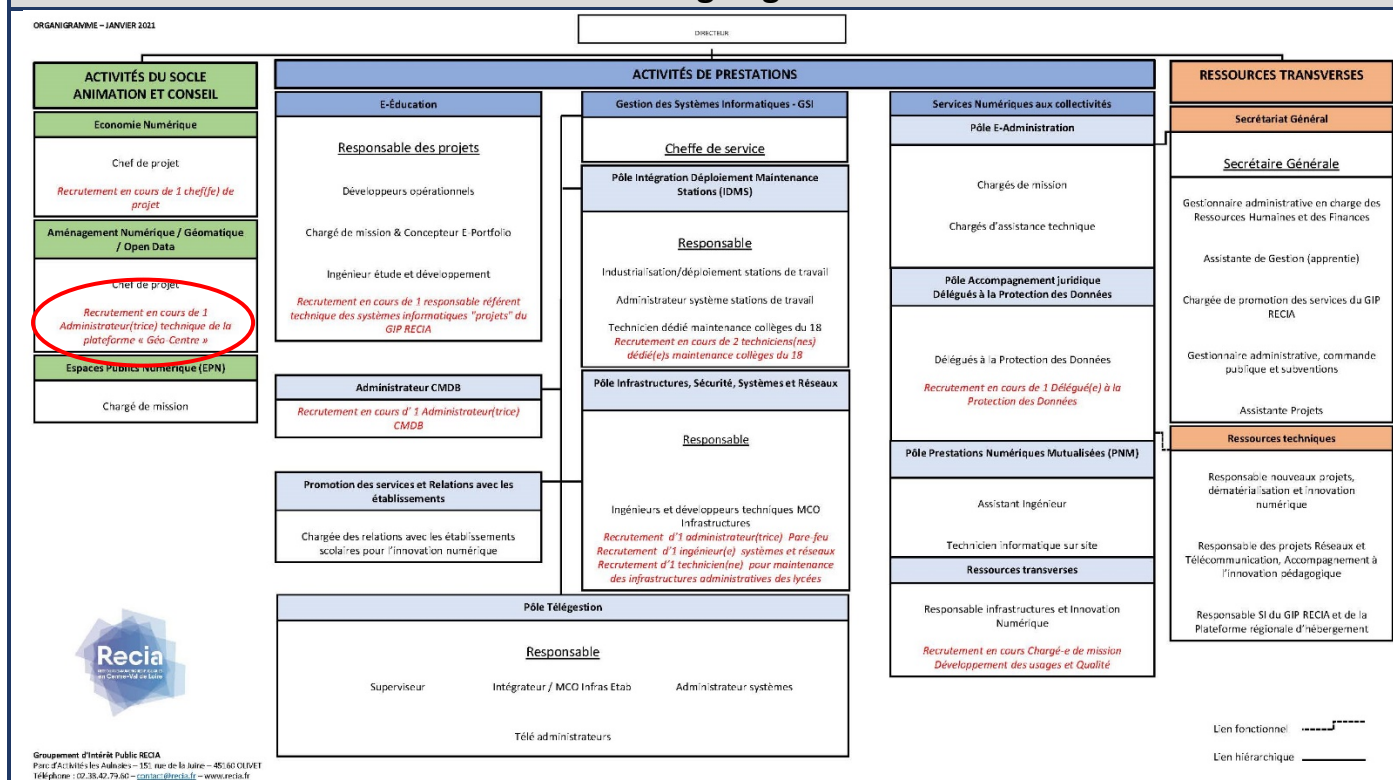 ORGANIGRAMME – JANVIER 2021
DIRECTEUR
ACTIVITÉS DU SOCLE
ANIMATION ET CONSEIL
Economie Numérique
Chef de projet
Recrutement en cours de 1 chef(fe) de
projet
Aménagement Numérique / Géomatique
/ Open Data
Chef de projet
Recrutement en cours de 1
Administrateur(trice) technique de la
plateforme « Géo-Centre »
Espaces Publics Numérique (EPN)
Chargé de mission
ACTIVITÉS DE PRESTATIONS
E-Éducation
Responsable des projets
Développeurs opérationnels
Chargé de mission & Concepteur E-Portfolio
Ingénieur étude et développement
Recrutement en cours de 1 responsable référent
technique des systèmes informatiques "projets" du
GIP RECIA
Administrateur CMDB
Recrutement en cours d' 1 Administrateur(trice)
CMDB
Promotion des services et Relations avec les
établissements
Chargée des relations avec les établissements
scolaires pour l'innovation numérique
Gestion des Systèmes Informatiques - GSI
Cheffe de service
Pôle Intégration Déploiement Maintenance
Stations (IDMS)
Responsable
Industrialisation/déploiement stations de travail
Administrateur système stations de travail
Technicien dédié maintenance collèges du 18
Recrutement en cours de 2 techniciens(nes)
dédié(e)s maintenance collèges du 18
Pôle Infrastructures, Sécurité, Systèmes et Réseaux
Responsable
Ingénieurs et développeurs techniques MCO
Infrastructures
Recrutement d'1 administrateur(trice) Pare-feu
Recrutement d'1 ingénieur(e) systèmes et réseaux
Recrutement d'1 technicien(ne) pour maintenance
des infrastructures administratives des lycées
Pôle Télégestion
Responsable
Superviseur Intégrateur / MCO Infras Etab Administrateur systèmes
Télé administrateurs
Services Numériques aux collectivités
Pôle E-Administration
Chargés de mission
Chargés d'assistance technique
Pôle Accompagnement juridique
Délégués à la Protection des Données
Délégués à la Protection des Données
Recrutement en cours de 1 Délégué(e) à la
Protection des Données
Pôle Prestations Numériques Mutualisées (PNM)
Assistant Ingénieur
Technicien informatique sur site
Ressources transverses
Responsable infrastructures et Innovation
Numérique
Recrutement en cours Chargé-e de mission
Développement des usages et Qualité
RESSOURCES TRANSVERSES
Secrétariat Général
Secrétaire Générale
Gestionnaire administrative en charge des
Ressources Humaines et des Finances
Assistante de Gestion (apprentie)
Chargée de promotion des services du GIP
RECIA
Gestionnaire administrative, commande
publique et subventions
Assistante Projets
Ressources techniques
Responsable nouveaux projets,
dématérialisation et innovation
numérique
Responsable des projets Réseaux et
Télécommunication, Accompagnement à
l'innovation pédagogique
Responsable SI du GIP RECIA et de la
Plateforme régionale d'hébergement
Lien fonctionnel
Lien hiérarchique
Recia
en Centre-Val de Loire
Groupement d'Intérêt Public RECIA
Parc d'Activités les Aulnaies – 151 rue de la Juine – 45160 OLIVET
Téléphone : 02.38.42.79.60 – contact@recia.fr – www.recia.fr